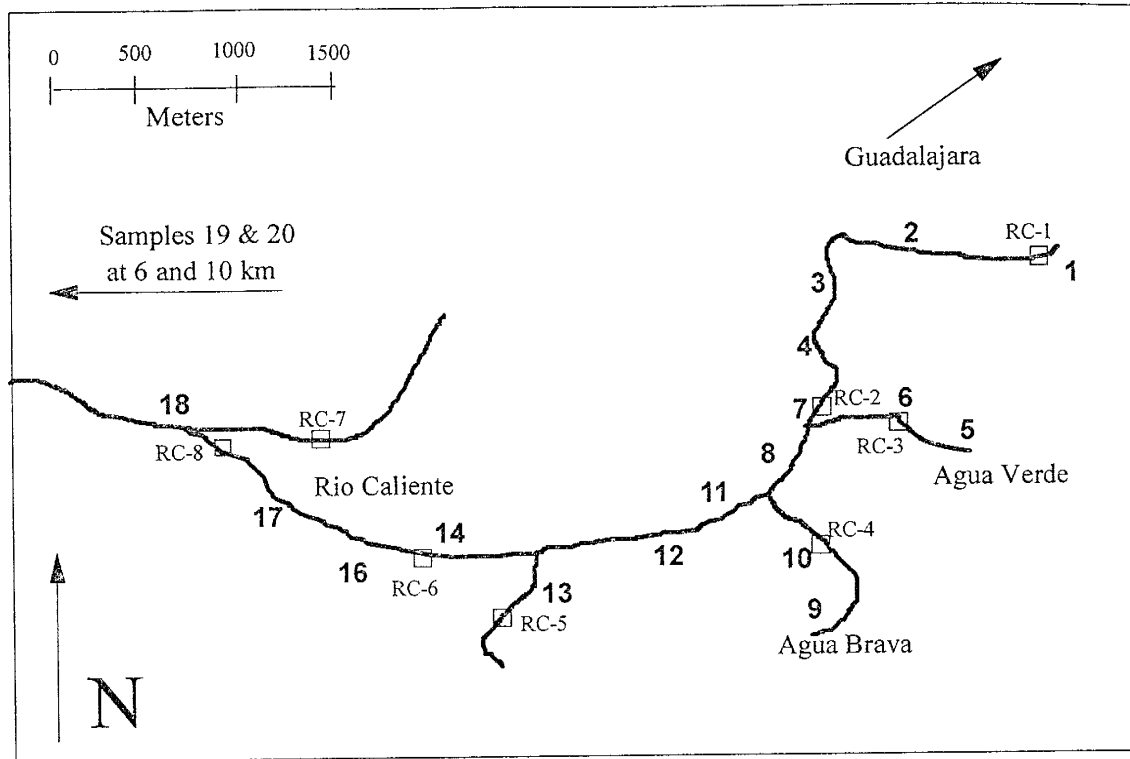 0 500 1000 1500
Meters
Guadalajara
Samples 19 & 20
at 6 and 10 km
2
RC-1
1
3
4
18
RC-7
RC-8
7
RC-2
6
RC-3
5
Agua Verde
8
Rio Caliente
17
11
14
12
16
RC-6
RC-4
10
13
RC-5
9
Agua Brava
N